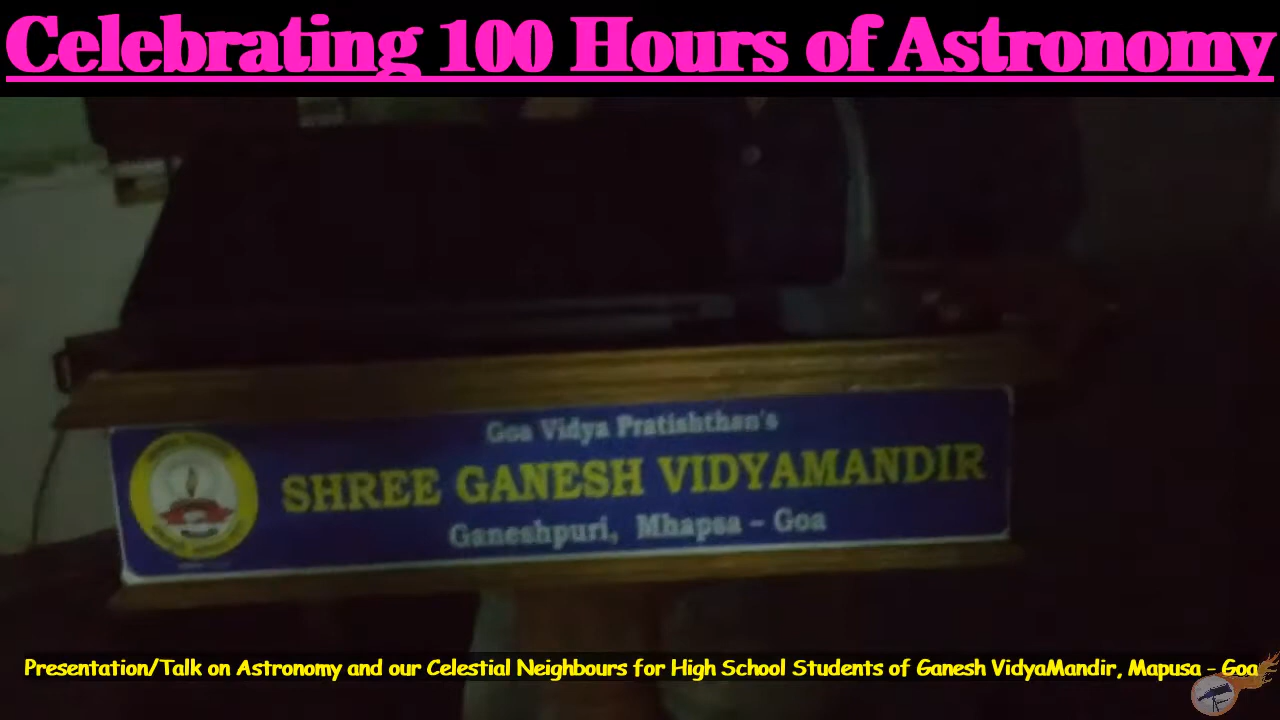 Celebrating 100 Hours of Astronomy
Goa Vidya Pratishthan's
SHREE GANESH VIDYAMANDIR
Ganeshpuri, Mhapsa - Goa
Presentation/Talk on Astronomy and our Celestial Neighbours for High School Students of Ganesh VidyaMandir, Mapusa - Goa